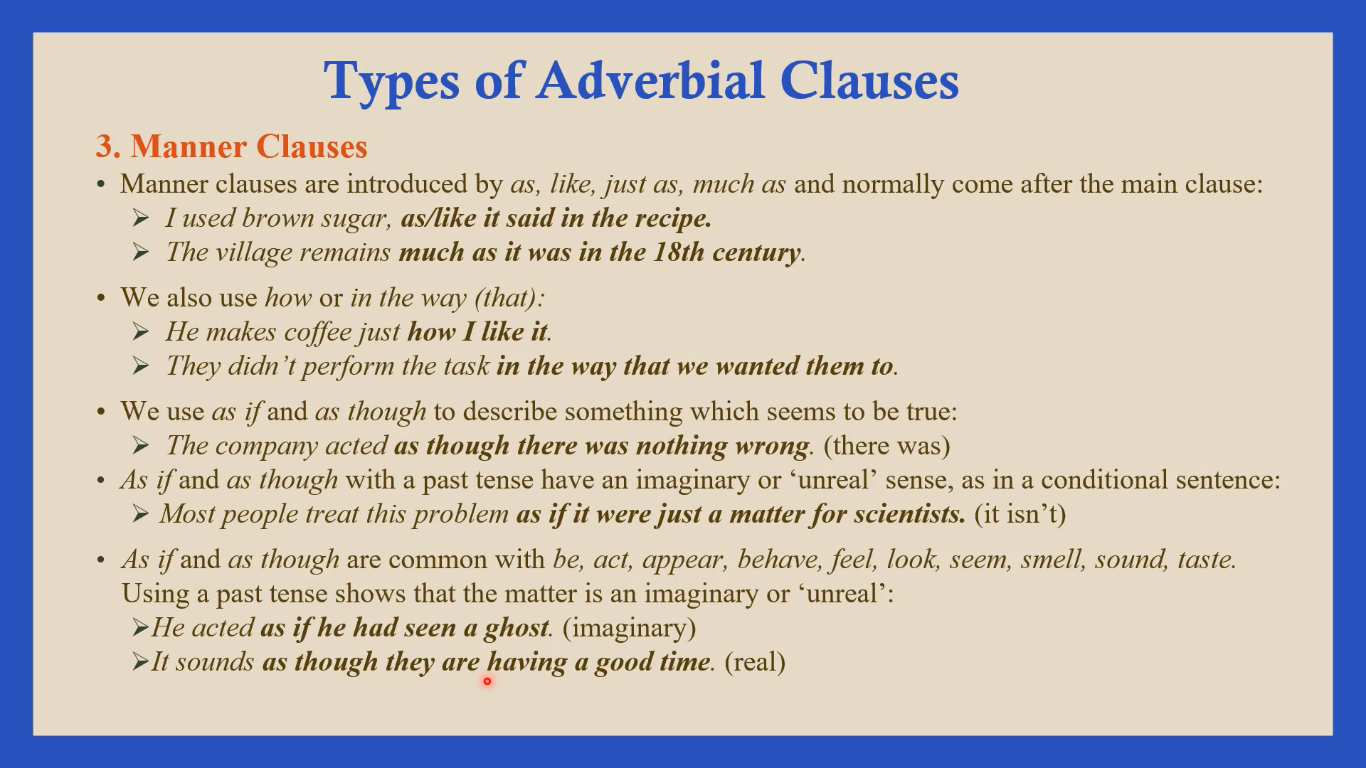 Types of Adverbial Clauses
3. Manner Clauses
• Manner clauses are introduced by as, like, just as, much as and normally come after the main clause:
➢ I used brown sugar, as/like it said in the recipe.
➢ The village remains much as it was in the 18th century.
• We also use how or in the way (that):
➢ He makes coffee just how I like it.
➢ They didn’t perform the task in the way that we wanted them to.
• We use as if and as though to describe something which seems to be true:
➢ The company acted as though there was nothing wrong. (there was)
• As if and as though with a past tense have an imaginary or ‘unreal’ sense, as in a conditional sentence:
➢ Most people treat this problem as if it were just a matter for scientists. (it isn’t)
• As if and as though are common with be, act, appear, behave, feel, look, seem, smell, sound, taste.
Using a past tense shows that the matter is an imaginary or ‘unreal’:
➢He acted as if he had seen a ghost. (imaginary)
➢It sounds as though they are having a good time. (real)